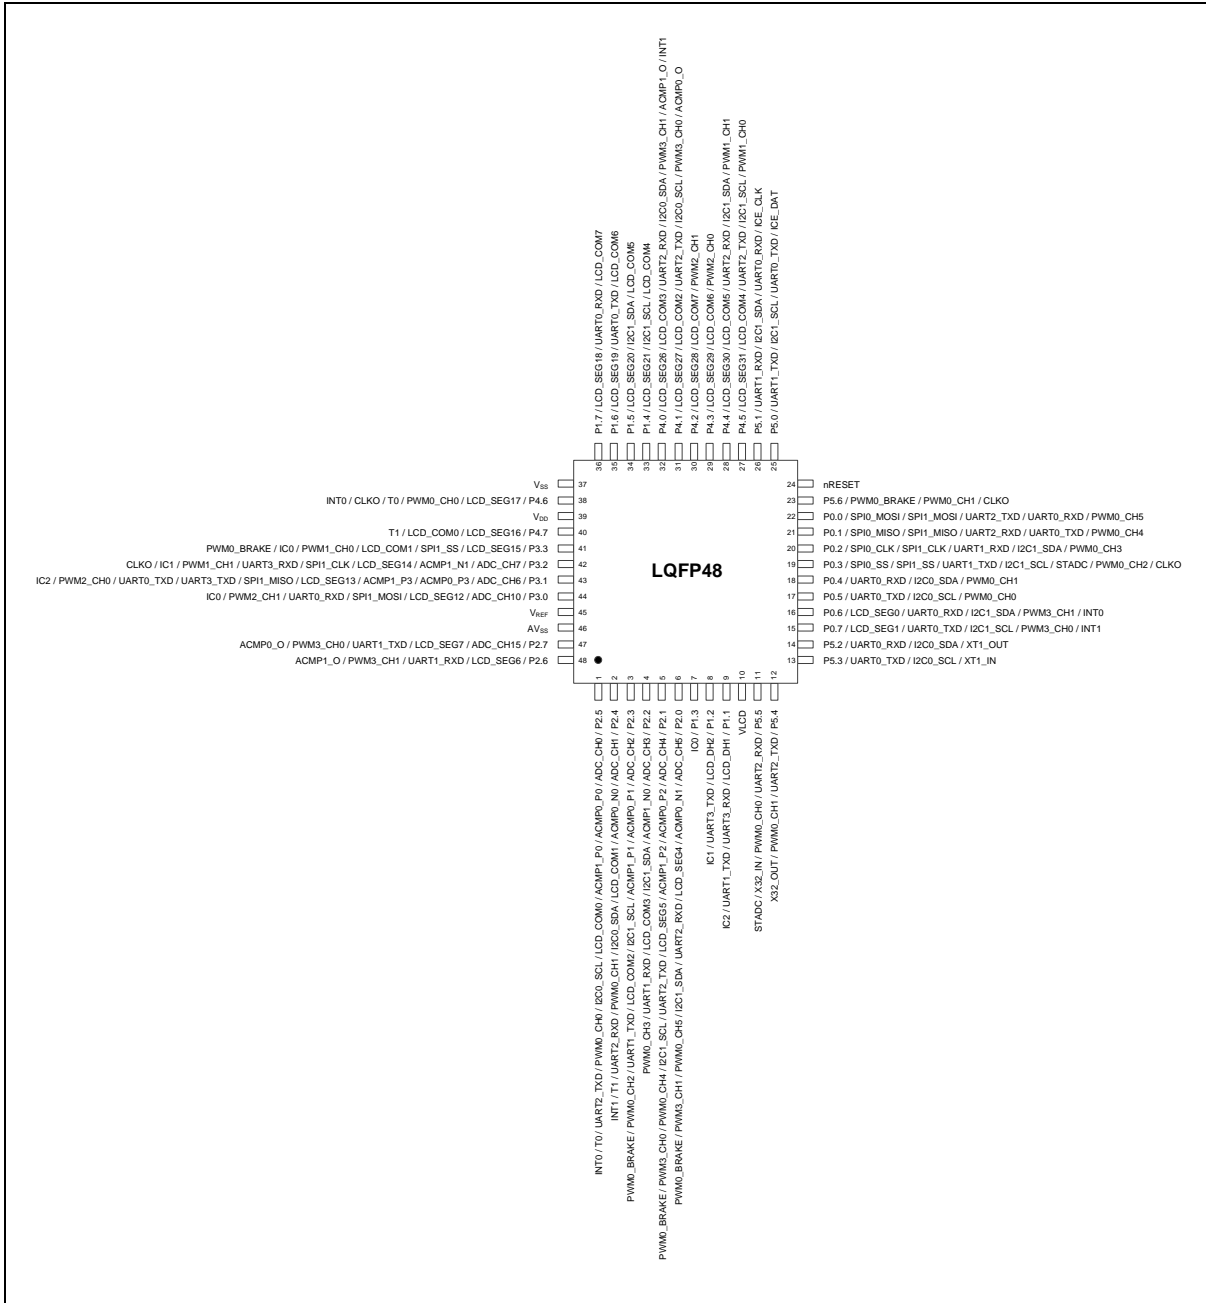 P1.7 / LCD_SEG18 / UART0_RXD / LCD_COM7
P1.6 / LCD_SEG19 / UART0_TXD / LCD_COM6
P1.5 / LCD_SEG20 / I2C1_SDA / LCD_COM5
P1.4 / LCD_SEG21 / I2C1_SCL / LCD_COM4
P4.0 / LCD_SEG26 / LCD_COM3 / UART2_RXD / I2C0_SDA / PWM3_CH1 / ACMP1_O / INT1
P4.1 / LCD_SEG27 / LCD_COM2 / UART2_TXD / I2C0_SCL / PWM3_CH0 / ACMP0_O
P4.2 / LCD_SEG28 / LCD_COM7 / PWM2_CH1
P4.3 / LCD_SEG29 / LCD_COM6 / PWM2_CH0
P4.4 / LCD_SEG30 / LCD_COM5 / UART2_RXD / I2C1_SDA / PWM1_CH1
P4.5 / LCD_SEG31 / LCD_COM4 / UART2_TXD / I2C1_SCL / PWM1_CH0
P5.1 / UART1_RXD / I2C1_SDA / UART0_RXD / ICE_CLK
P5.0 / UART1_TXD / I2C1_SCL / UART0_TXD / ICE_DAT
36 35 34 33 32 31 30 29 28 27 26 25
VSS 37
INT0 / CLKO / T0 / PWM0_CH0 / LCD_SEG17 / P4.6 38
VDD 39
T1 / LCD_COM0 / LCD_SEG16 / P4.7 40
PWM0_BRAKE / IC0 / PWM1_CH0 / LCD_COM1 / SPI1_SS / LCD_SEG15 / P3.3 41
CLKO / IC1 / PWM1_CH1 / UART3_RXD / SPI1_CLK / LCD_SEG14 / ACMP1_N1 / ADC_CH7 / P3.2 42
IC2 / PWM2_CH0 / UART0_TXD / UART3_TXD / SPI1_MISO / LCD_SEG13 / ACMP1_P3 / ACMP0_P3 / ADC_CH6 / P3.1 43
IC0 / PWM2_CH1 / UART0_RXD / SPI1_MOSI / LCD_SEG12 / ADC_CH10 / P3.0 44
VREF 45
AVSS 46
ACMP0_O / PWM3_CH0 / UART1_TXD / LCD_SEG7 / ADC_CH15 / P2.7 47
ACMP1_O / PWM3_CH1 / UART1_RXD / LCD_SEG6 / P2.6 48
LQFP48
24 nRESET
23 P5.6 / PWM0_BRAKE / PWM0_CH1 / CLKO
22 P0.0 / SPI0_MOSI / SPI1_MOSI / UART2_TXD / UART0_RXD / PWM0_CH5
21 P0.1 / SPI0_MISO / SPI1_MISO / UART2_RXD / UART0_TXD / PWM0_CH4
20 P0.2 / SPI0_CLK / SPI1_CLK / UART1_RXD / I2C1_SDA / PWM0_CH3
19 P0.3 / SPI0_SS / SPI1_SS / UART1_TXD / I2C1_SCL / STADC / PWM0_CH2 / CLKO
18 P0.4 / UART0_RXD / I2C0_SDA / PWM0_CH1
17 P0.5 / UART0_TXD / I2C0_SCL / PWM0_CH0
16 P0.6 / LCD_SEG0 / UART0_RXD / I2C1_SDA / PWM3_CH1 / INT0
15 P0.7 / LCD_SEG1 / UART0_TXD / I2C1_SCL / PWM3_CH0 / INT1
14 P5.2 / UART0_RXD / I2C0_SDA / XT1_OUT
13 P5.3 / UART0_TXD / I2C0_SCL / XT1_IN
1 2 3 4 5 6 7 8 9 10 11 12
INT0 / T0 / UART2_TXD / PWM0_CH0 / I2C0_SCL / LCD_COM0 / ACMP1_P0 / ACMP0_P0 / ADC_CH0 / P2.5
INT1 / T1 / UART2_RXD / PWM0_CH1 / I2C0_SDA / LCD_COM1 / ACMP0_N0 / ADC_CH1 / P2.4
PWM0_BRAKE / PWM0_CH2 / UART1_TXD / LCD_COM2 / I2C1_SCL / ACMP1_P1 / ACMP0_P1 / ADC_CH2 / P2.3
PWM0_CH3 / UART1_RXD / LCD_COM3 / I2C1_SDA / ACMP1_N0 / ADC_CH3 / P2.2
PWM0_BRAKE / PWM3_CH0 / PWM0_CH4 / I2C1_SCL / UART2_TXD / LCD_SEG5 / ACMP1_P2 / ACMP0_P2 / ADC_CH4 / P2.1
PWM0_BRAKE / PWM3_CH1 / PWM0_CH5 / I2C1_SDA / UART2_RXD / LCD_SEG4 / ACMP0_N1 / ADC_CH5 / P2.0
IC0 / P1.3
IC1 / UART3_TXD / LCD_DH2 / P1.2
IC2 / UART1_TXD / UART3_RXD / LCD_DH1 / P1.1
VLCD
STADC / X32_IN / PWM0_CH0 / UART2_RXD / P5.5
X32_OUT / PWM0_CH1 / UART2_TXD / P5.4